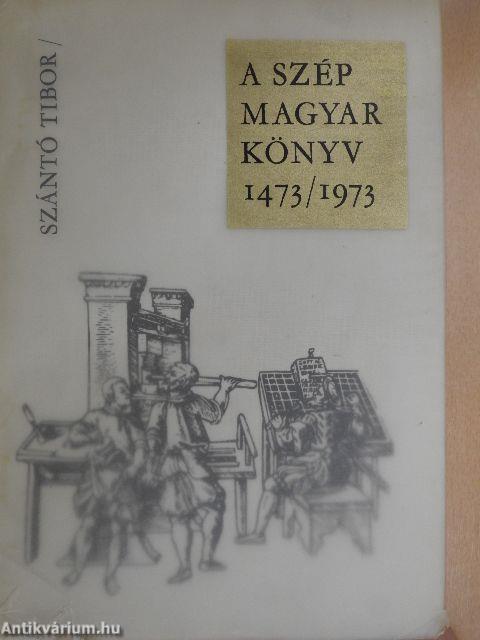 SZÁNTÓ TIBOR/
A SZÉP
MAGYAR
KÖNYV
1473/1973
Antikvárium.hu